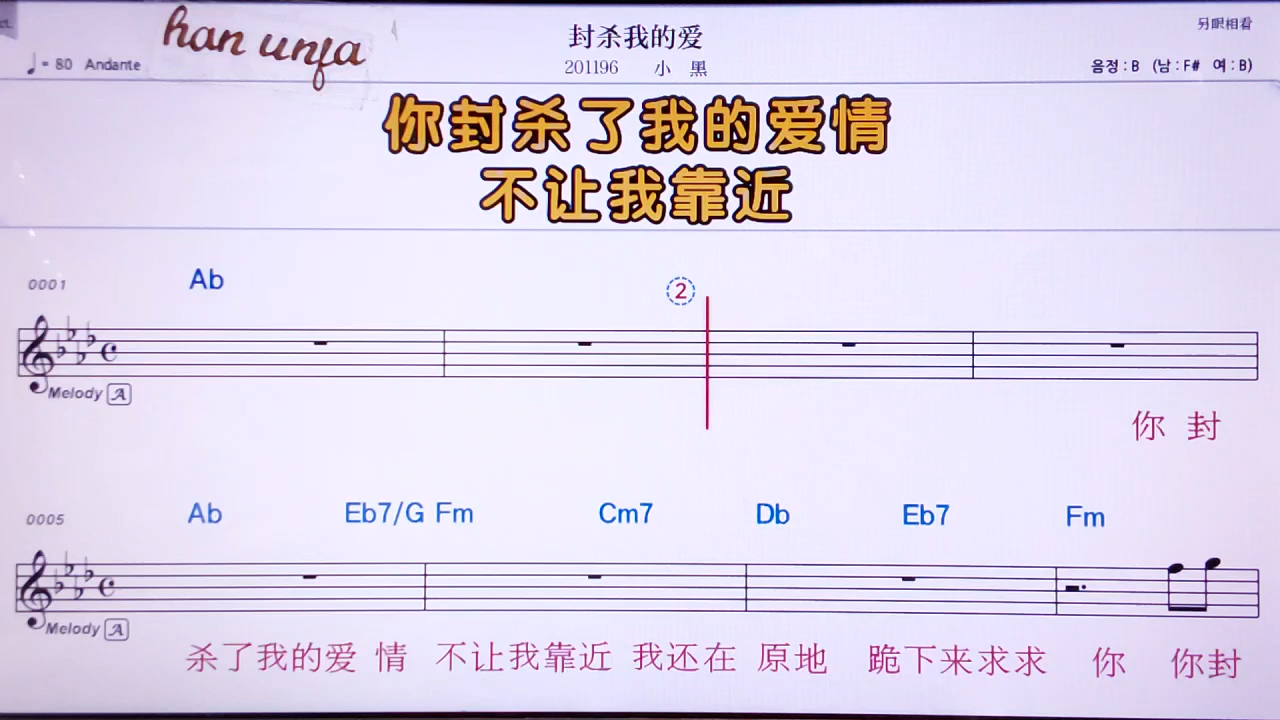 han unfa
封杀我的爱
另眼相看
♩= 80 Andante
201196 小 黑
음정 : B (남 : F# 여 : B)
你封杀了我的爱情
不让我靠近
0001 Ab ②
Melody A
你 封
0005 Ab Eb7/G Fm Cm7 Db Eb7 Fm
Melody A
杀了我的爱 情 不让我靠近 我还在 原地 跪下来求求 你 你封